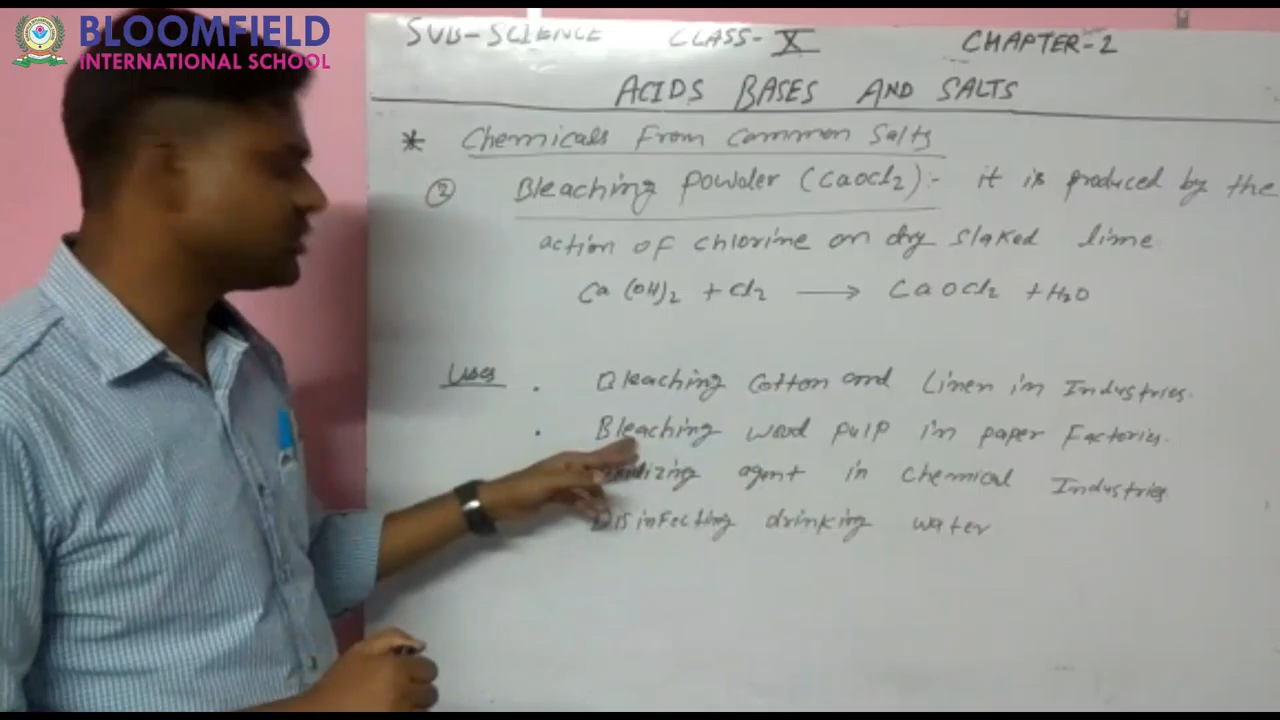 BLOOMFIELD
INTERNATIONAL SCHOOL
SUB-SCIENCE CLASS-X CHAPTER-2
ACIDS BASES AND SALTS
* Chemicals From Common Salts
② Bleaching Powder (CaOCl₂):- it is produced by the
action of chlorine on dry slaked lime
Ca(OH)₂ + Cl₂ → CaOCl₂ + H₂O
Uses . Bleaching Cotton and Linen in Industries.
. Bleaching wood pulp in paper Factories.
agent in Chemical Industries
Disinfecting drinking water